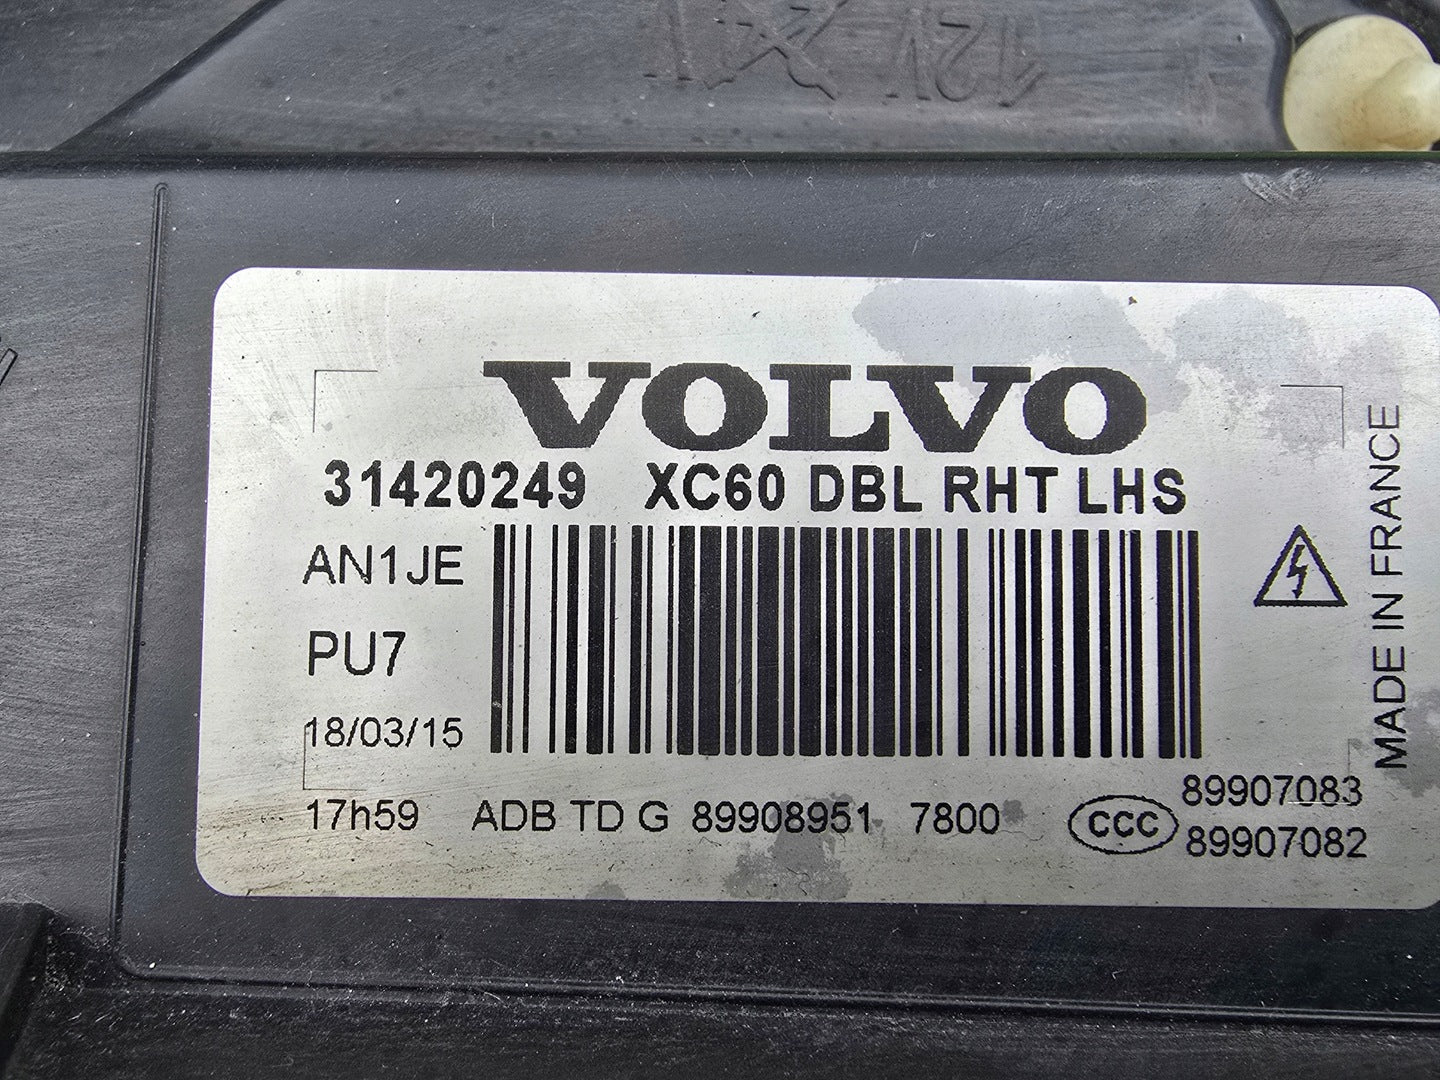 12V
VOLVO
31420249 XC60 DBL RHT LHS
AN1JE
PU7
18/03/15
17h59 ADB TD G 89908951 7800
CCC
89907083
89907082
MADE IN FRANCE